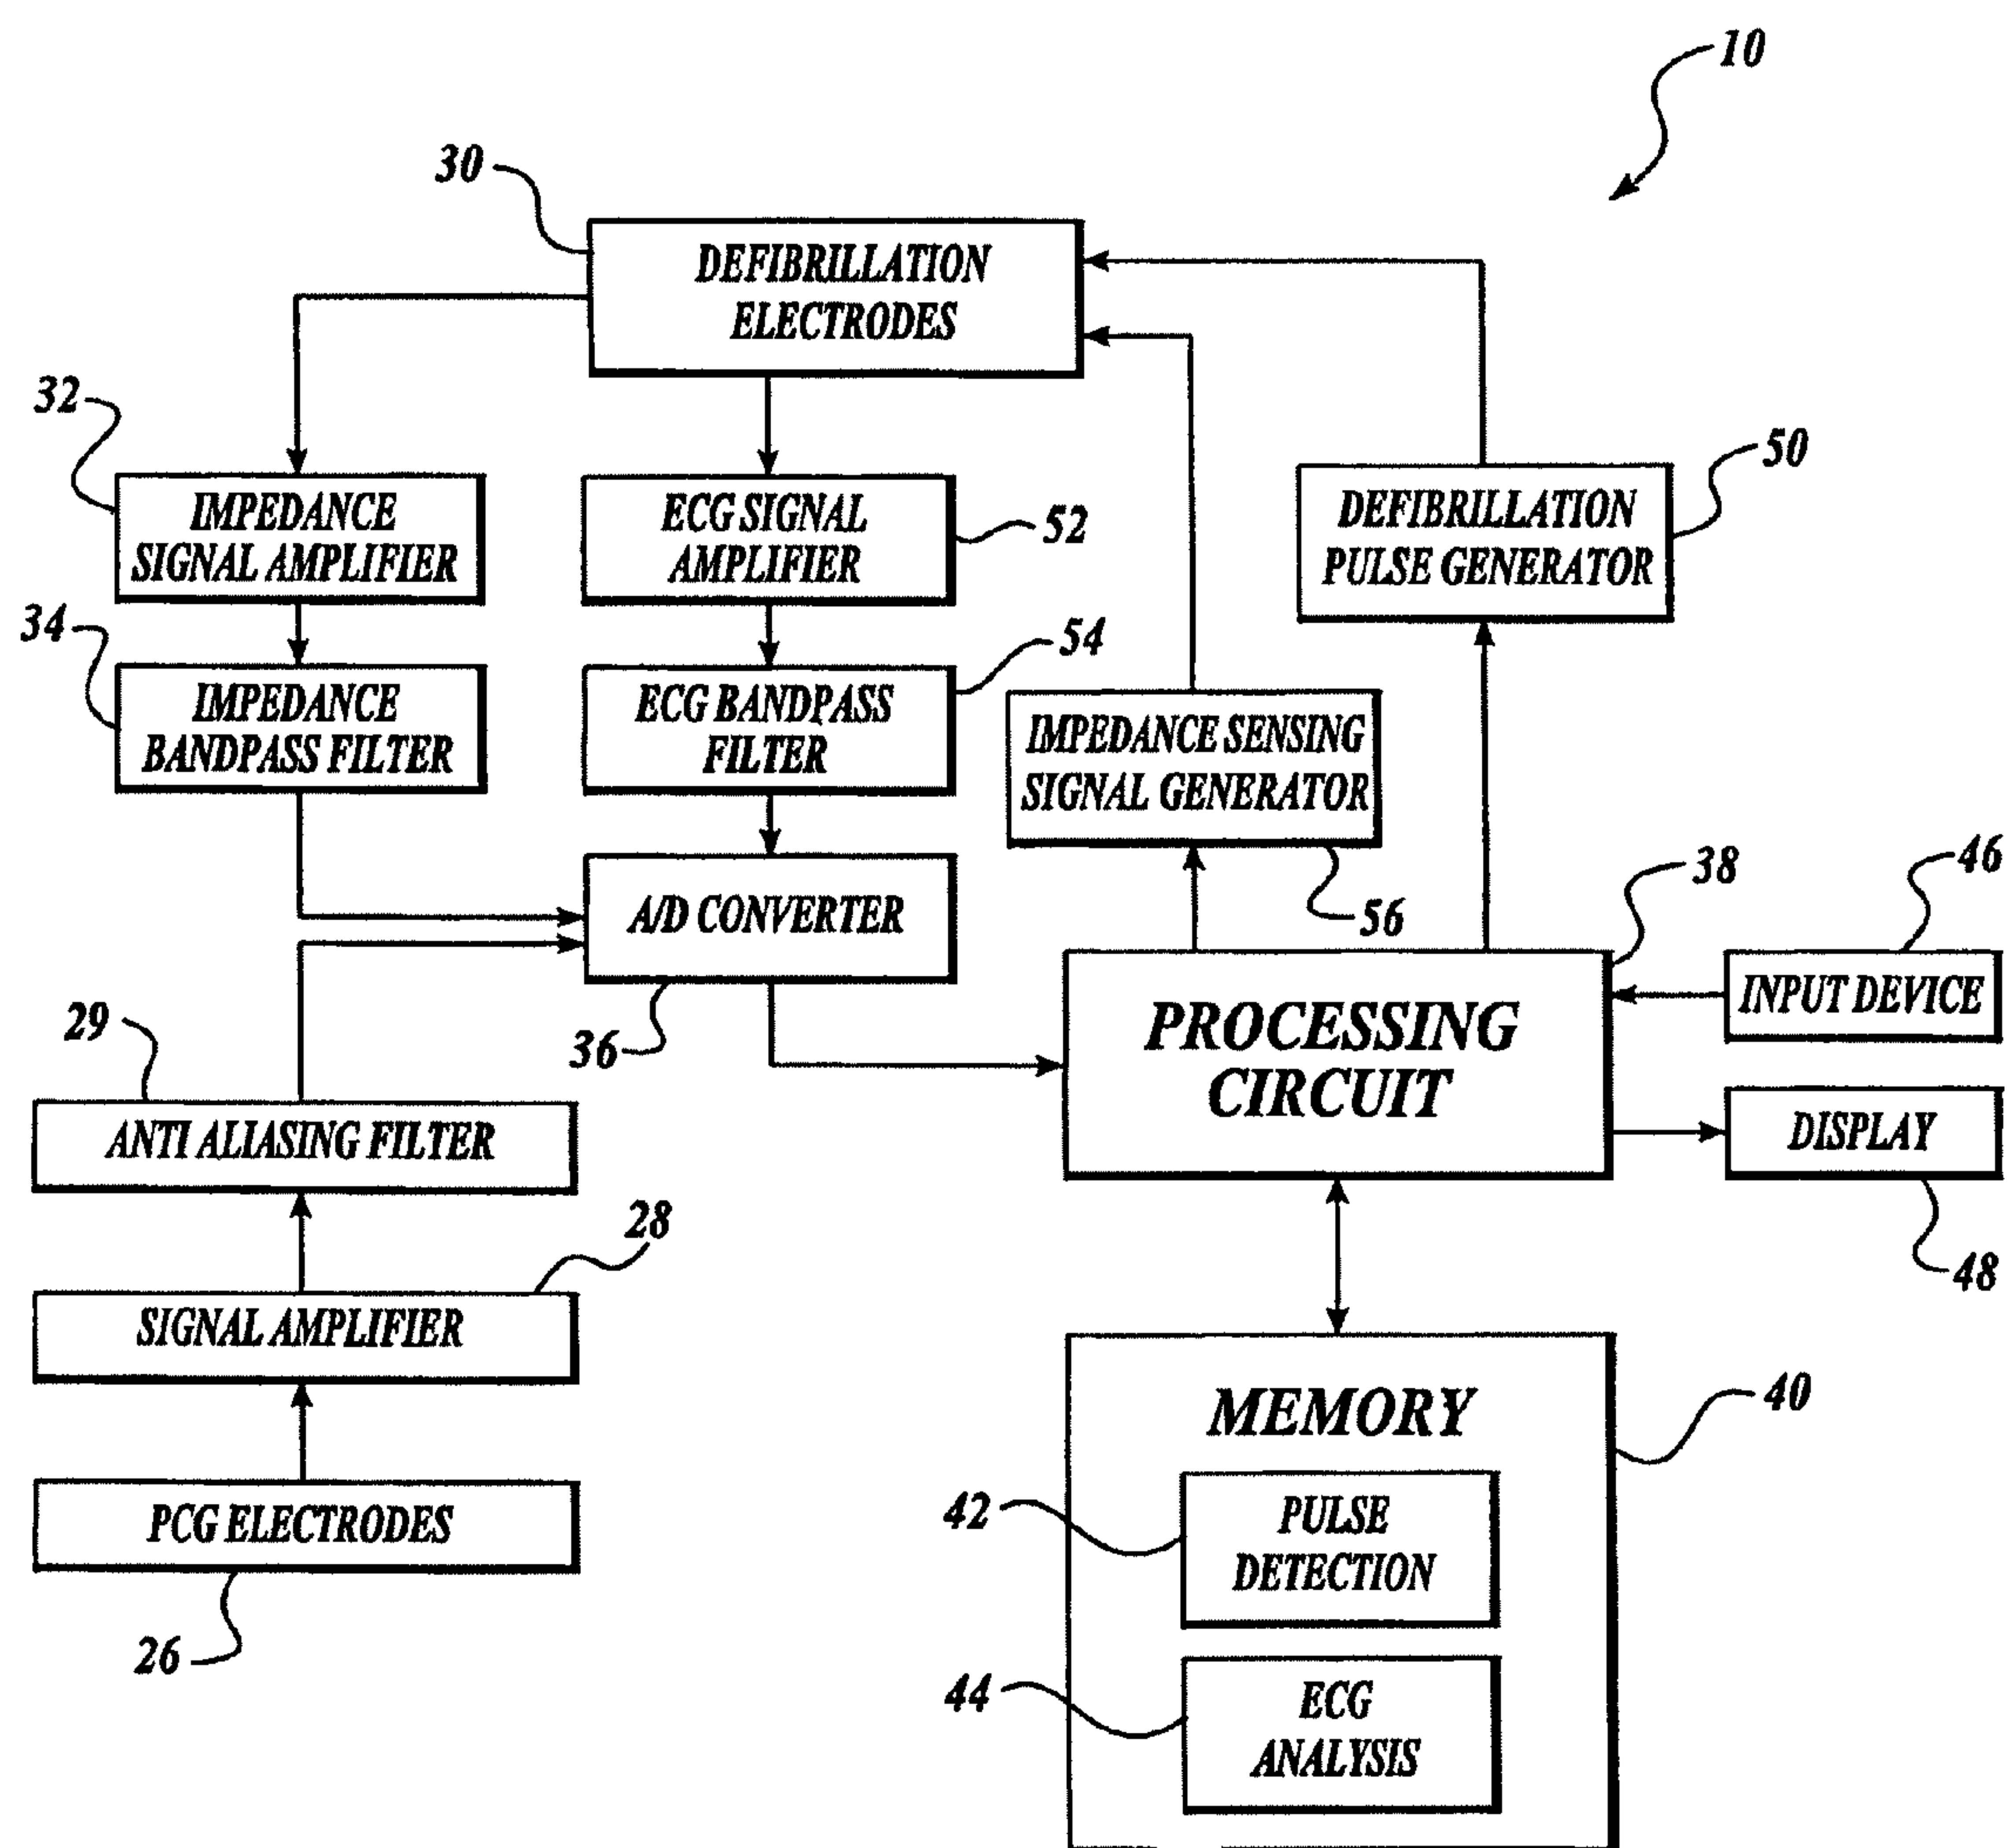 10
30
DEFIBRILLATION
ELECTRODES
32
IMPEDANCE
SIGNAL AMPLIFIER
ECG SIGNAL
AMPLIFIER
52
DEFIBRILLATION
PULSE GENERATOR
50
34
IMPEDANCE
BANDPASS FILTER
ECG BANDPASS
FILTER
54
IMPEDANCE SENSING
SIGNAL GENERATOR
56
A/D CONVERTER
36
38
PROCESSING
CIRCUIT
46
INPUT DEVICE
DISPLAY
48
29
ANTI ALIASING FILTER
28
SIGNAL AMPLIFIER
PCG ELECTRODES
26
MEMORY
40
42
PULSE
DETECTION
44
ECG
ANALYSIS